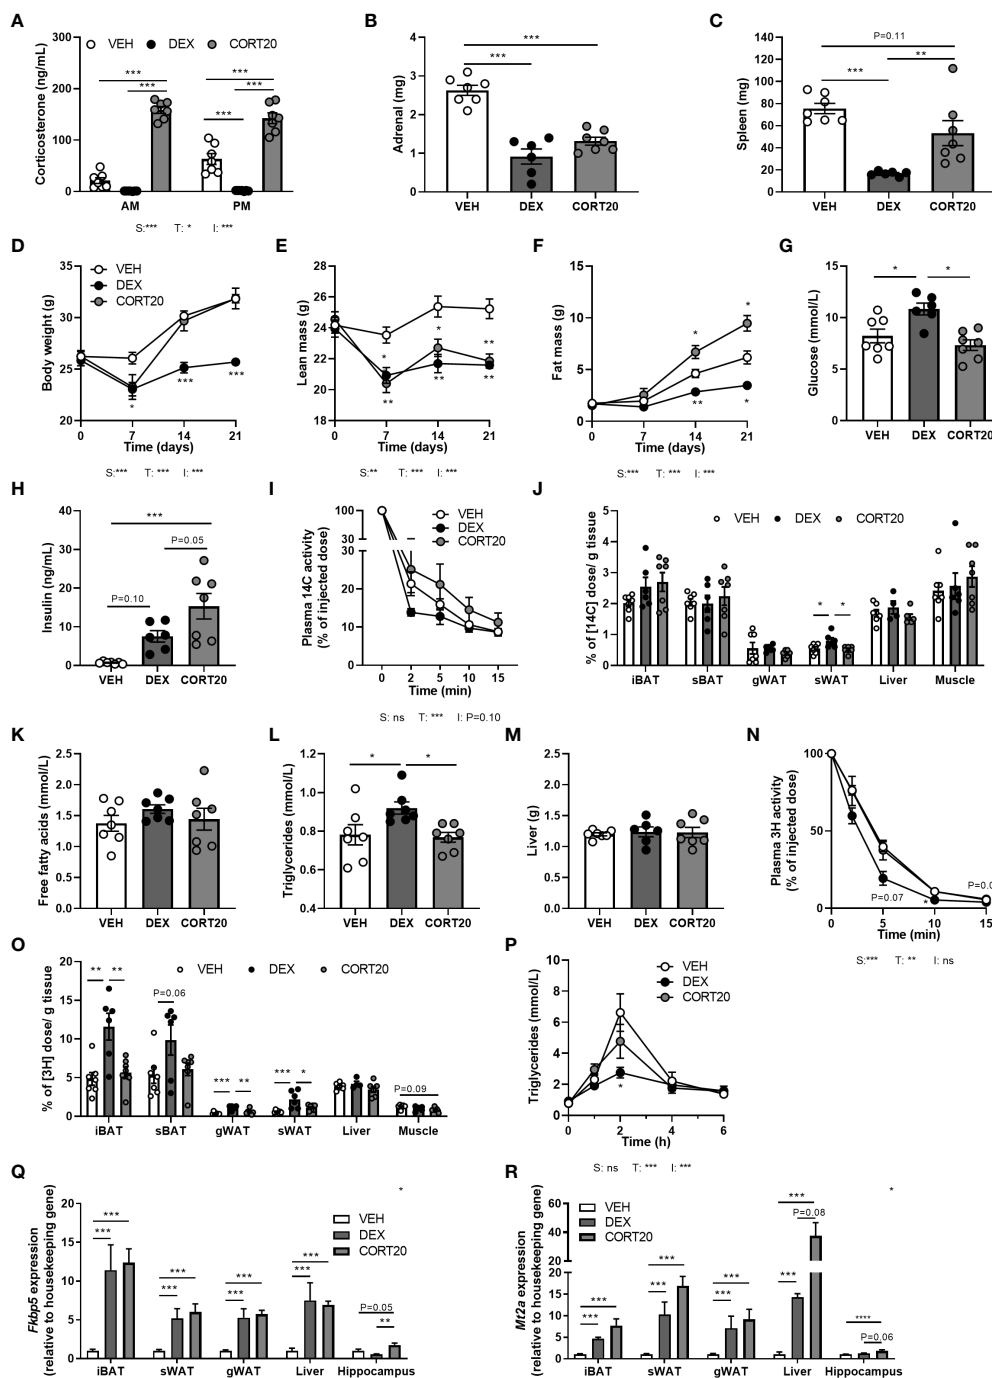 A
Corticosterone (ng/mL)
300
200
100
0
VEH DEX CORT20
***
***
***
***
***
AM PM
S:*** T: * I: ***
B
Adrenal (mg)
4
3
2
1
0
***
***
VEH DEX CORT20
C
Spleen (mg)
140
120
100
80
60
40
20
0
P=0.11
**
***
VEH DEX CORT20
D
Body weight (g)
35
30
25
20
VEH
DEX
CORT20
*
***
***
0 7 14 21
Time (days)
S:*** T: *** I: ***
E
Lean mass (g)
28
26
24
22
20
18
*
**
*
**
**
**
0 7 14 21
Time (days)
S:** T: *** I: ***
F
Fat mass (g)
15
10
5
0
*
**
*
*
0 7 14 21
Time (days)
S:*** T: *** I: ***
G
Glucose (mmol/L)
15
10
5
0
* *
VEH DEX CORT20
H
Insulin (ng/mL)
40
30
20
10
0
***
P=0.05
P=0.10
VEH DEX CORT20
I
Plasma 14C activity
(% of injected dose)
100
30
30
20
10
0
VEH
DEX
CORT20
0 2 5 10 15
Time (min)
S: ns T: *** I: P=0.10
J
% of [14C] dose/ g tissue
5
4
3
2
1
0
VEH DEX CORT20
* *
iBAT sBAT gWAT sWAT Liver Muscle
K
Free fatty acids (mmol/L)
2.5
2.0
1.5
1.0
0.5
0.0
VEH DEX CORT20
L
Triglycerides (mmol/L)
1.2
1.0
0.8
0.6
0.4
* *
VEH DEX CORT20
M
Liver (g)
2.5
2.0
1.5
1.0
0.5
0.0
VEH DEX CORT20
N
Plasma 3H activity
(% of injected dose)
100
50
0
P=0.07
*
P=0.0
0 5 10 15
Time (min)
S:*** T: ** I: ns
O
% of [3H] dose/ g tissue
20
15
10
5
0
VEH DEX CORT20
** **
P=0.06
*** **
*** *
P=0.09
iBAT sBAT gWAT sWAT Liver Muscle
P
Triglycerides (mmol/L)
10
8
6
4
2
0
VEH
DEX
CORT20
*
0 2 4 6
Time (h)
S: ns T: *** I: ***
Q
Fkbp5 expression
(relative to housekeeping gene)
20
15
10
5
0
*
VEH
DEX
CORT20
***
***
***
***
***
***
***
***
P=0.05
**
iBAT sWAT gWAT Liver Hippocampus
R
Mt2a expression
(relative to housekeeping gene)
60
40
20
20
15
10
5
0
*
VEH
DEX
CORT20
***
***
***
***
***
***
***
P=0.08
***
****
P=0.06
iBAT sWAT gWAT Liver Hippocampus